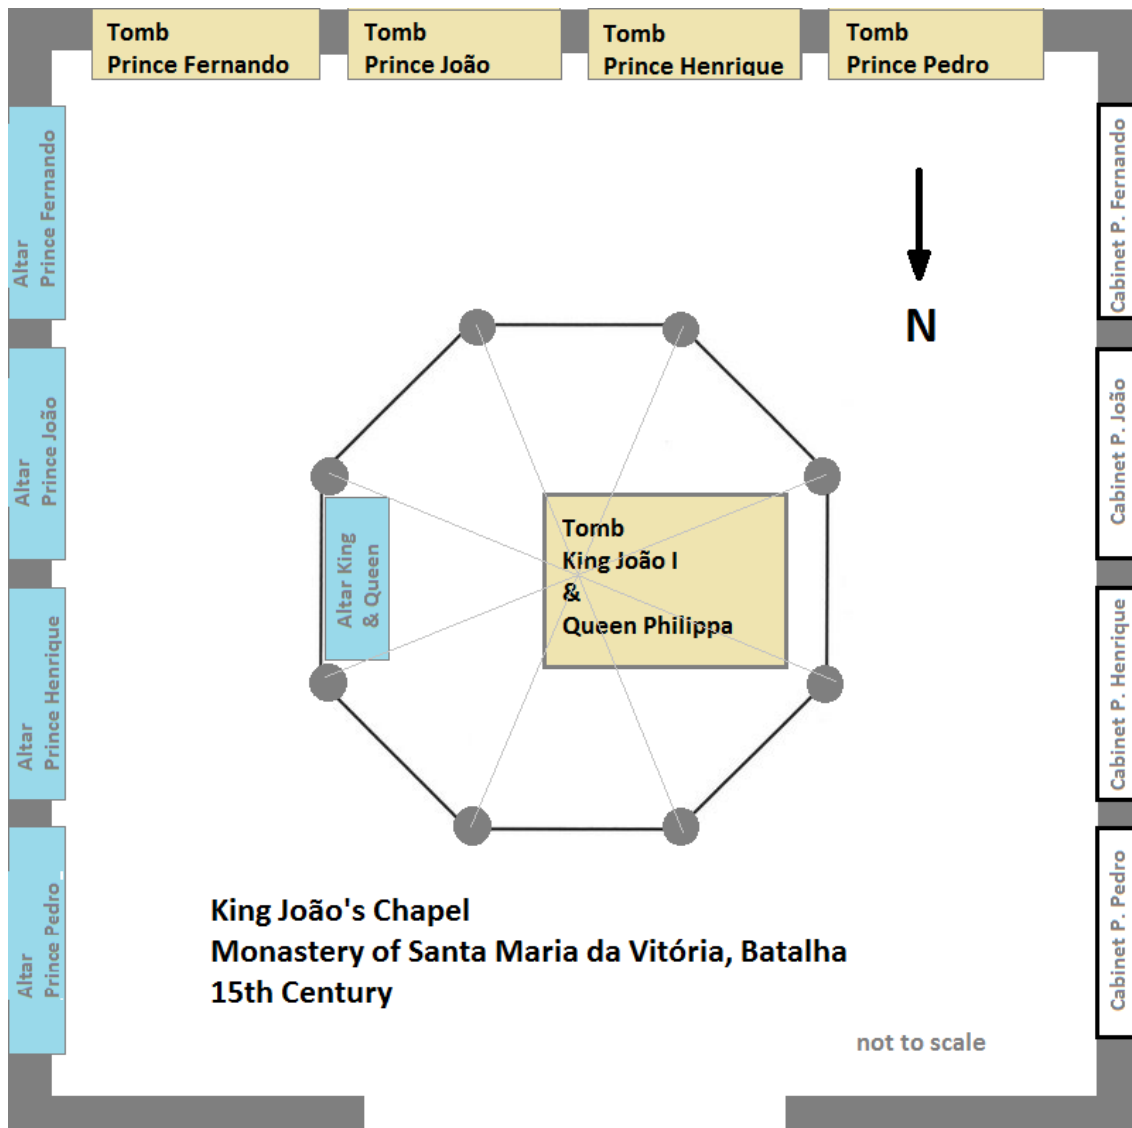 Tomb
Prince Fernando
Tomb
Prince João
Tomb
Prince Henrique
Tomb
Prince Pedro
Altar
Prince Fernando
Altar
Prince João
Altar
Prince Henrique
Altar
Prince Pedro
N
Altar King
& Queen
Tomb
King João I
&
Queen Philippa
Cabinet P. Fernando
Cabinet P. João
Cabinet P. Henrique
Cabinet P. Pedro
King João's Chapel
Monastery of Santa Maria da Vitória, Batalha
15th Century
not to scale